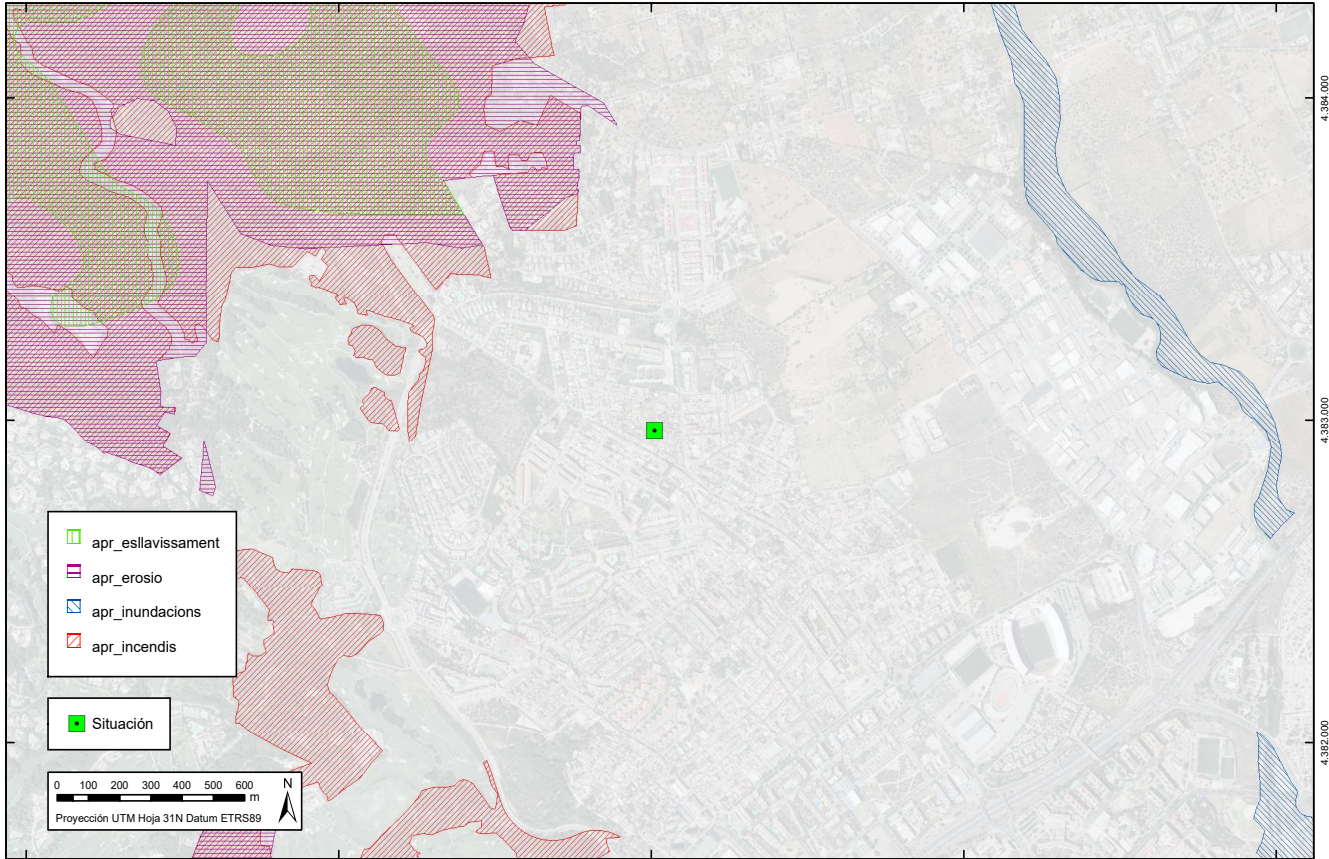 4.384.000
4.383.000
4.382.000
apr_esllavissament
apr_erosio
apr_inundacions
apr_incendis
Situación
0 100 200 300 400 500 600
m
N
Proyección UTM Hoja 31N Datum ETRS89